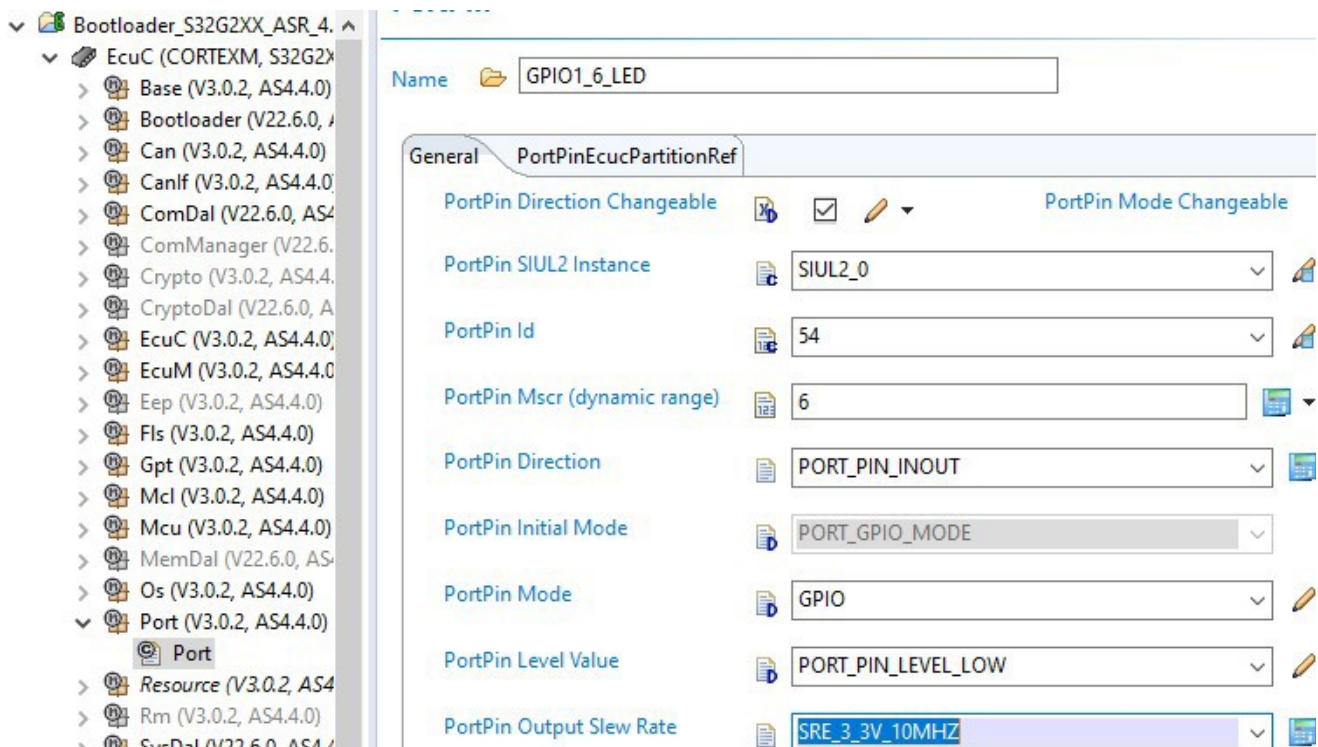 Bootloader_S32G2XX_ASR_4.
EcuC (CORTEXM, S32G2X
Base (V3.0.2, AS4.4.0)
Bootloader (V22.6.0, A
Can (V3.0.2, AS4.4.0)
CanIf (V3.0.2, AS4.4.0)
ComDal (V22.6.0, AS4
ComManager (V22.6.
Crypto (V3.0.2, AS4.4.
CryptoDal (V22.6.0, A
EcuC (V3.0.2, AS4.4.0)
EcuM (V3.0.2, AS4.4.0
Eep (V3.0.2, AS4.4.0)
Fls (V3.0.2, AS4.4.0)
Gpt (V3.0.2, AS4.4.0)
Mcl (V3.0.2, AS4.4.0)
Mcu (V3.0.2, AS4.4.0)
MemDal (V22.6.0, AS4
Os (V3.0.2, AS4.4.0)
Port (V3.0.2, AS4.4.0)
Port
Resource (V3.0.2, AS4
Rm (V3.0.2, AS4.4.0)
SysDal (V22.6.0, AS4.4
Name GPIO1_6_LED
General PortPinEcucPartitionRef
PortPin Direction Changeable PortPin Mode Changeable
PortPin SIUL2 Instance SIUL2_0
PortPin Id 54
PortPin Mscr (dynamic range) 6
PortPin Direction PORT_PIN_INOUT
PortPin Initial Mode PORT_GPIO_MODE
PortPin Mode GPIO
PortPin Level Value PORT_PIN_LEVEL_LOW
PortPin Output Slew Rate SRE_3_3V_10MHZ